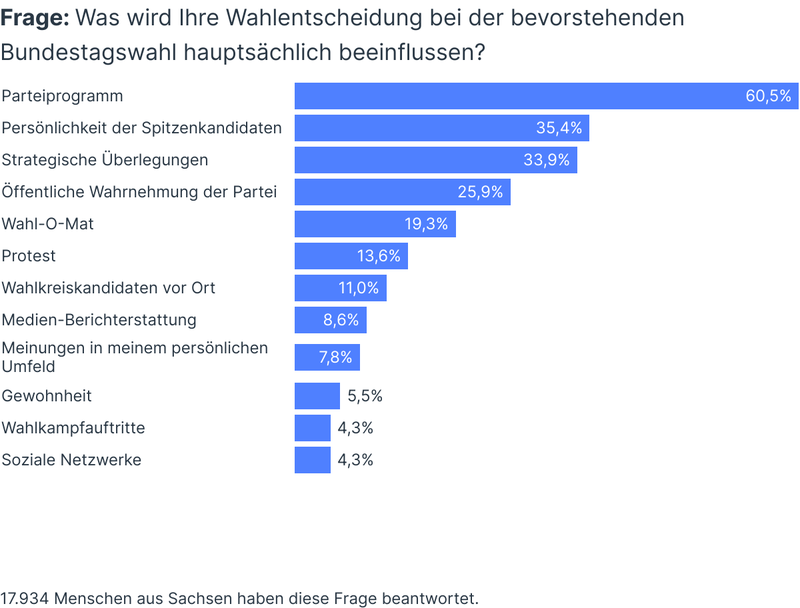 Frage: Was wird Ihre Wahlentscheidung bei der bevorstehenden
Bundestagswahl hauptsächlich beeinflussen?
Parteiprogramm 60,5%
Persönlichkeit der Spitzenkandidaten 35,4%
Strategische Überlegungen 33,9%
Öffentliche Wahrnehmung der Partei 25,9%
Wahl-O-Mat 19,3%
Protest 13,6%
Wahlkreiskandidaten vor Ort 11,0%
Medien-Berichterstattung 8,6%
Meinungen in meinem persönlichen
Umfeld 7,8%
Gewohnheit 5,5%
Wahlkampfauftritte 4,3%
Soziale Netzwerke 4,3%
17.934 Menschen aus Sachsen haben diese Frage beantwortet.